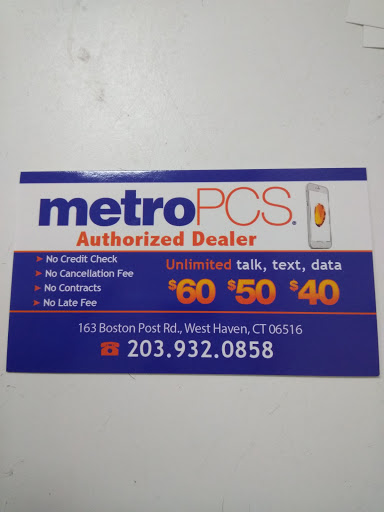 metroPCS.
Authorized Dealer
No Credit Check
No Cancellation Fee
No Contracts
No Late Fee
Unlimited talk, text, data
$60 $50 $40
163 Boston Post Rd., West Haven, CT 06516
203.932.0858